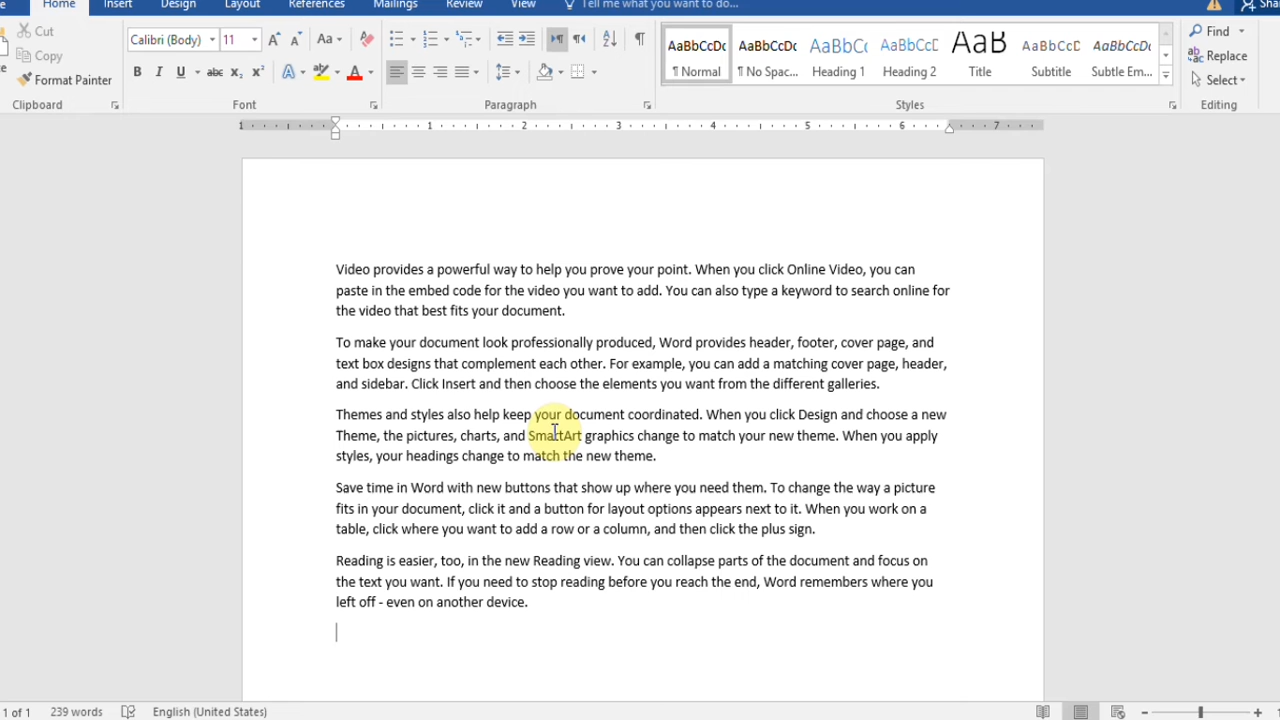 Home Insert Design Layout References Mailings Review View Tell me what you want to do...
Cut
Copy
Format Painter
Clipboard
Calibri (Body) 11
Aa
B I U abc x₂ x²
A A
Font
Paragraph
AaBbCcDc AaBbCcDc AaBbCc AaBbCcD AaB AaBbCcD AaBbCcDc
¶ Normal ¶ No Spac... Heading 1 Heading 2 Title Subtitle Subtle Em...
Styles
Find
Replace
Select
Editing
1 1 2 3 4 5 6 7
Video provides a powerful way to help you prove your point. When you click Online Video, you can
paste in the embed code for the video you want to add. You can also type a keyword to search online for
the video that best fits your document.
To make your document look professionally produced, Word provides header, footer, cover page, and
text box designs that complement each other. For example, you can add a matching cover page, header,
and sidebar. Click Insert and then choose the elements you want from the different galleries.
Themes and styles also help keep your document coordinated. When you click Design and choose a new
Theme, the pictures, charts, and SmartArt graphics change to match your new theme. When you apply
styles, your headings change to match the new theme.
Save time in Word with new buttons that show up where you need them. To change the way a picture
fits in your document, click it and a button for layout options appears next to it. When you work on a
table, click where you want to add a row or a column, and then click the plus sign.
Reading is easier, too, in the new Reading view. You can collapse parts of the document and focus on
the text you want. If you need to stop reading before you reach the end, Word remembers where you
left off - even on another device.
1 of 1 239 words English (United States)